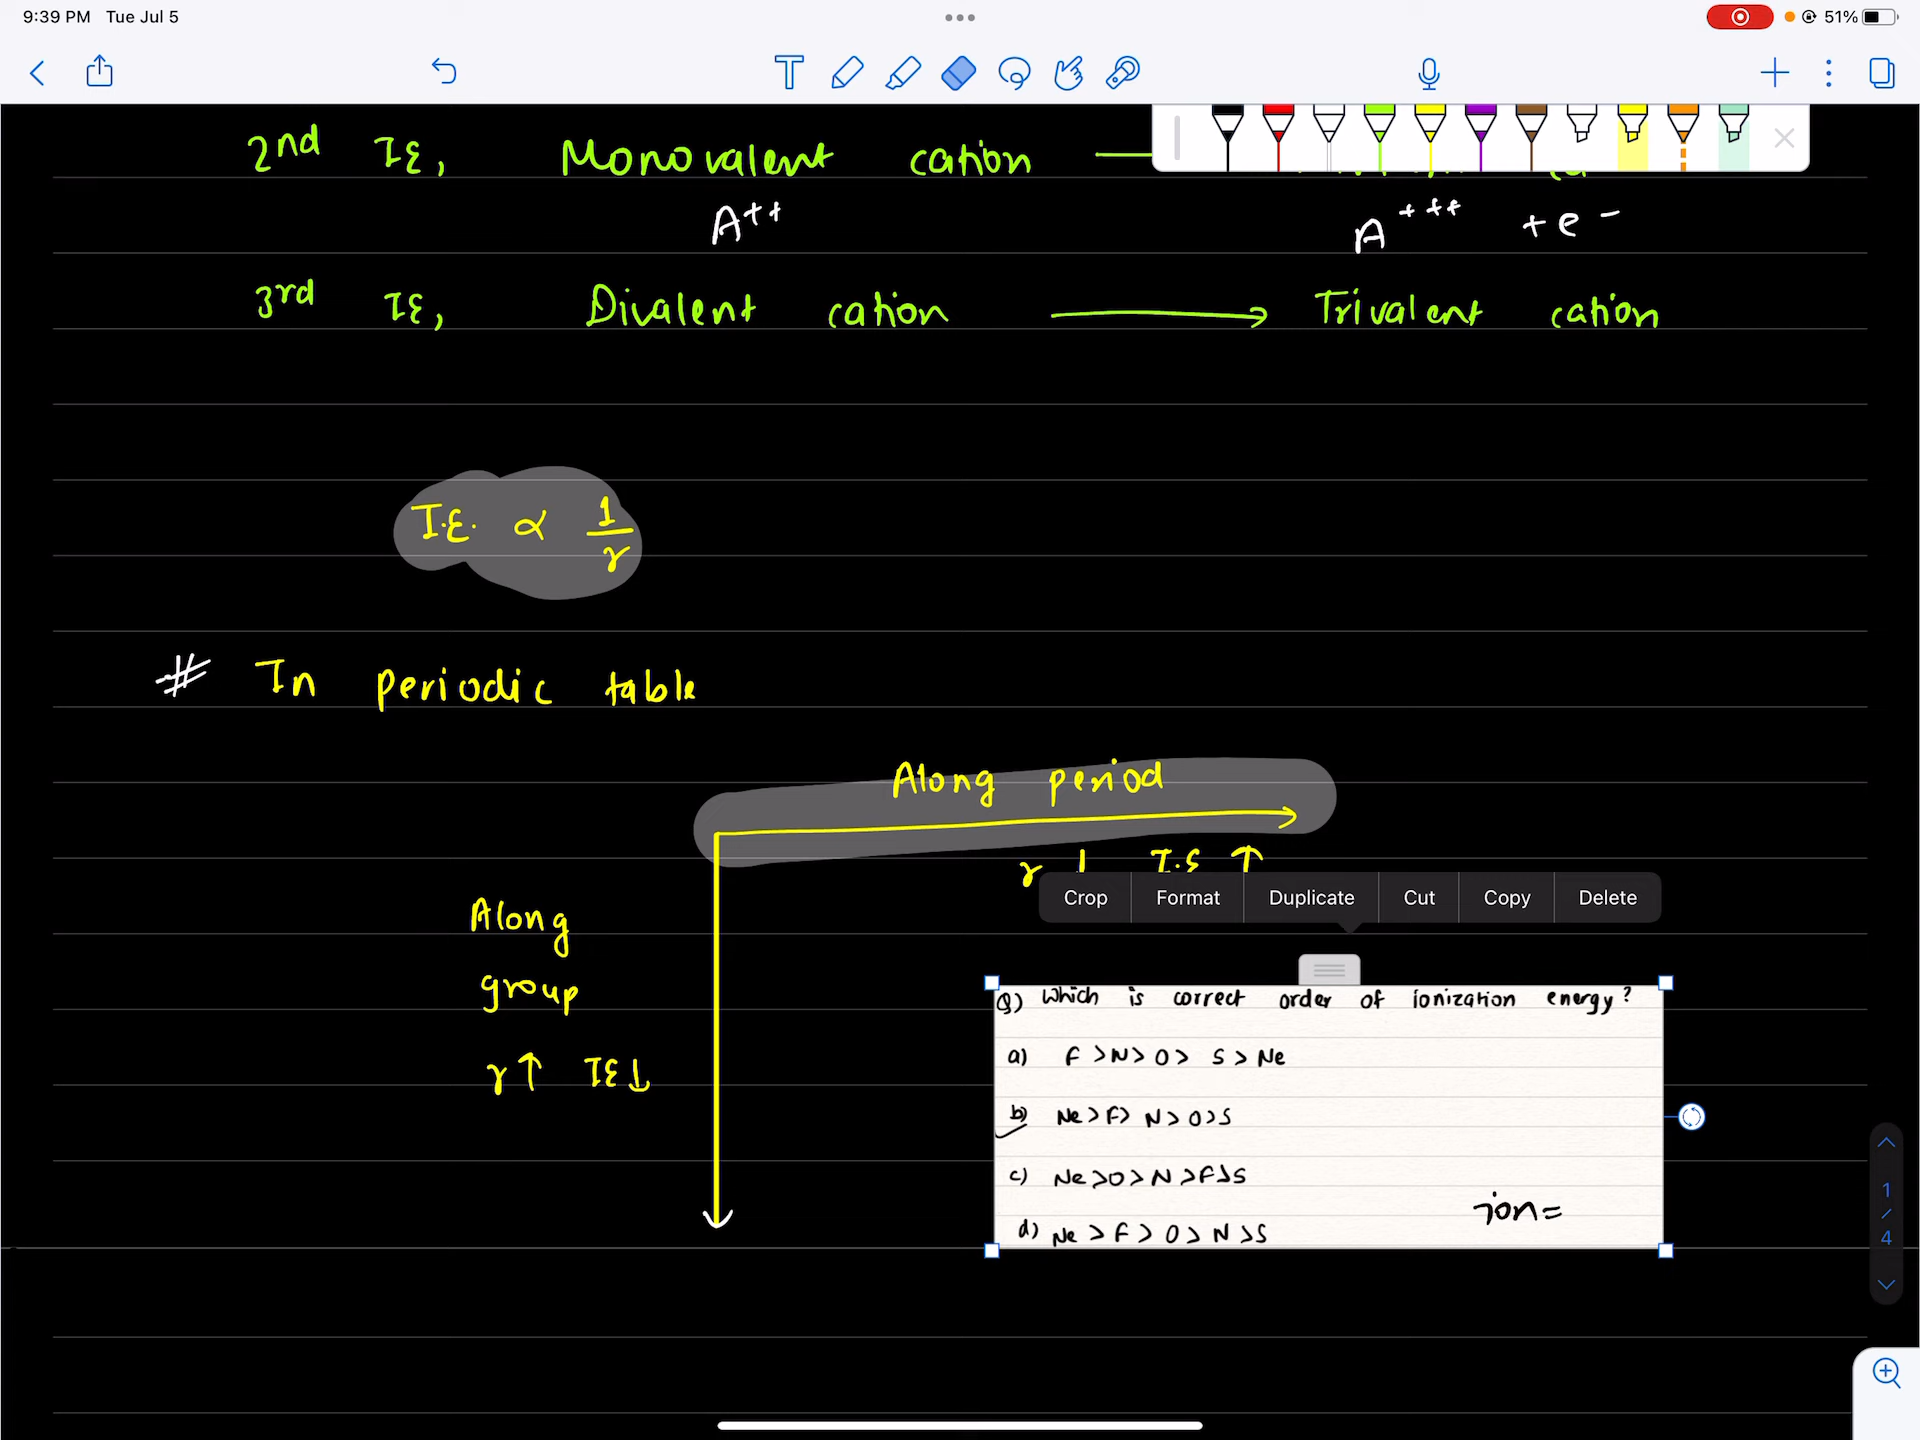 9:39 PM Tue Jul 5
51%
2nd IE, Monovalent cation
A++ A+++ + e-
3rd IE, Divalent cation → Trivalent cation
I.E. ∝ 1/r
# In periodic table
Along period
r ↓ I.E ↑
Crop Format Duplicate Cut Copy Delete
Along
group
r↑ IE↓
Q) Which is correct order of ionization energy?
a) F > N > O > S > Ne
b) Ne > F > N > O > S
c) Ne > O > N > F > S
ion=
d) Ne > F > O > N > S
1
/
4